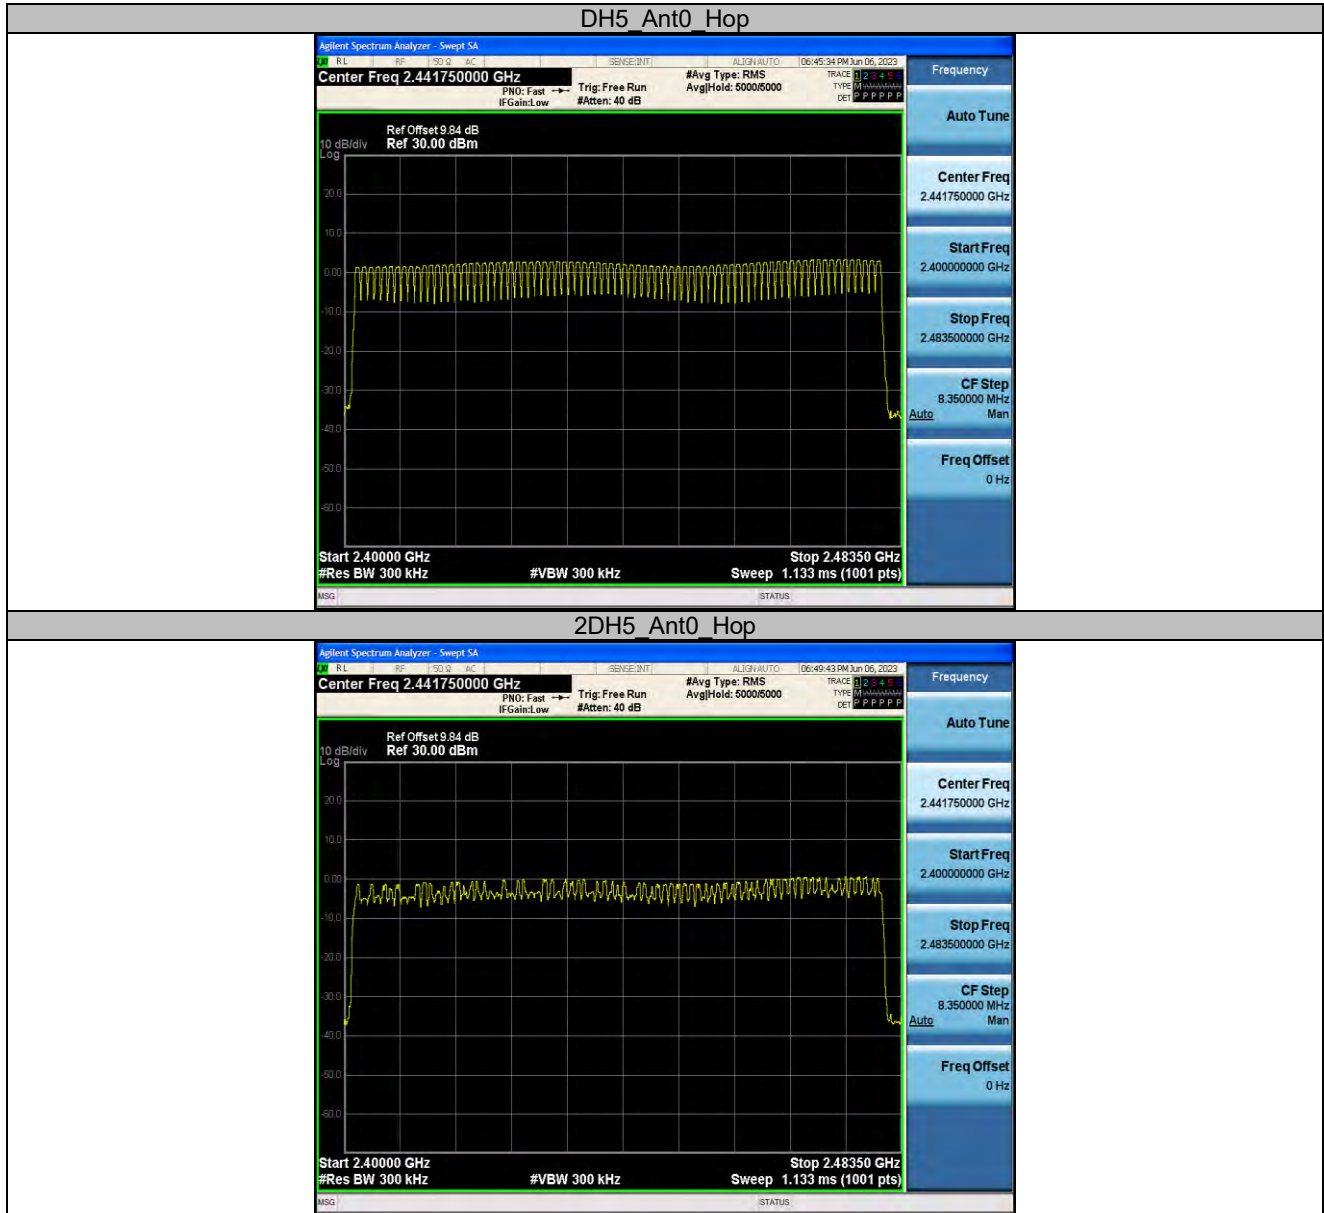 DH5_Ant0_Hop
Agilent Spectrum Analyzer - Swept SA
RL RF 50 Ω AC SENSE:INT ALIGN AUTO 06:45:34 PM Jun 06, 2023
Center Freq 2.441750000 GHz #Avg Type: RMS TRACE 1 2 3 4 5 6
PNO: Fast Trig: Free Run Avg|Hold: 5000/5000 TYPE M
IFGain:Low #Atten: 40 dB DET P P P P P P
Frequency
Auto Tune
Center Freq
2.441750000 GHz
Start Freq
2.400000000 GHz
Stop Freq
2.483500000 GHz
CF Step
8.350000 MHz
Auto Man
Freq Offset
0 Hz
Ref Offset 9.84 dB
10 dB/div Ref 30.00 dBm
Log
20.0
10.0
0.00
-10.0
-20.0
-30.0
-40.0
-50.0
-60.0
Start 2.40000 GHz Stop 2.48350 GHz
#Res BW 300 kHz #VBW 300 kHz Sweep 1.133 ms (1001 pts)
MSG STATUS
2DH5_Ant0_Hop
Agilent Spectrum Analyzer - Swept SA
RL RF 50 Ω AC SENSE:INT ALIGN AUTO 06:49:43 PM Jun 06, 2023
Center Freq 2.441750000 GHz #Avg Type: RMS TRACE 1 2 3 4 5 6
PNO: Fast Trig: Free Run Avg|Hold: 5000/5000 TYPE M
IFGain:Low #Atten: 40 dB DET P P P P P P
Frequency
Auto Tune
Center Freq
2.441750000 GHz
Start Freq
2.400000000 GHz
Stop Freq
2.483500000 GHz
CF Step
8.350000 MHz
Auto Man
Freq Offset
0 Hz
Ref Offset 9.84 dB
10 dB/div Ref 30.00 dBm
Log
20.0
10.0
0.00
-10.0
-20.0
-30.0
-40.0
-50.0
-60.0
Start 2.40000 GHz Stop 2.48350 GHz
#Res BW 300 kHz #VBW 300 kHz Sweep 1.133 ms (1001 pts)
MSG STATUS